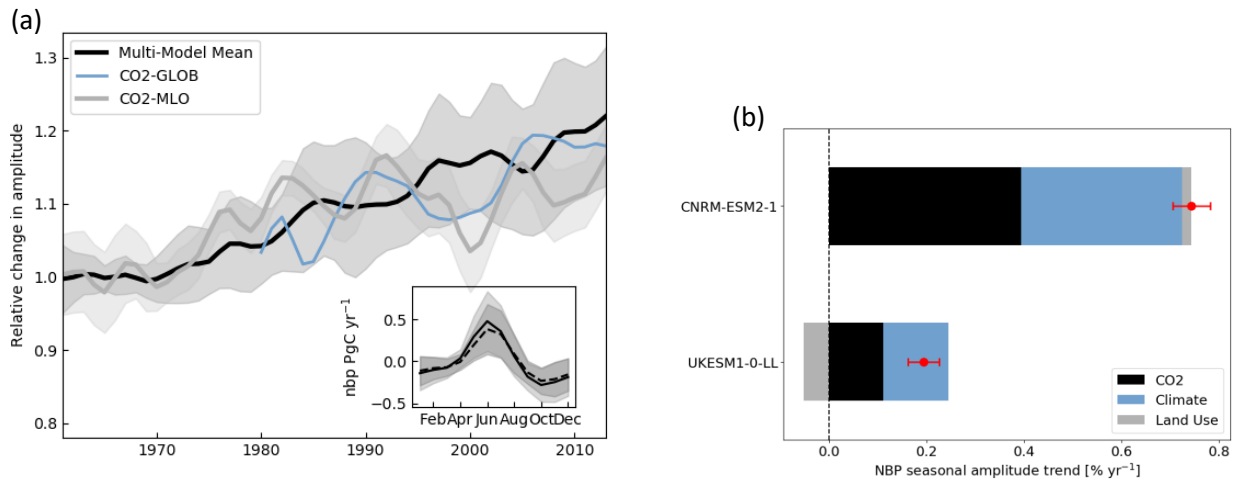 (a)
Relative change in amplitude
1.3
1.2
1.1
1.0
0.9
0.8
Multi-Model Mean
CO2-GLOB
CO2-MLO
nbp PgC yr⁻¹
0.5
0.0
−0.5
Feb Apr Jun Aug Oct Dec
1970 1980 1990 2000 2010
(b)
CNRM-ESM2-1
UKESM1-0-LL
CO2
Climate
Land Use
0.0 0.2 0.4 0.6 0.8
NBP seasonal amplitude trend [% yr⁻¹]